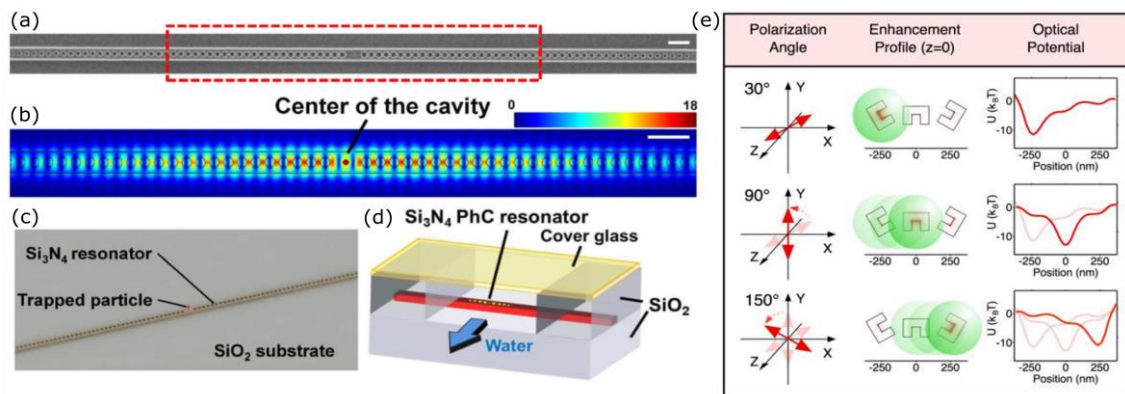 (a)
(b)
Center of the cavity
0
18
(c)
Si₃N₄ resonator
Trapped particle
SiO₂ substrate
(d)
Si₃N₄ PhC resonator
Cover glass
SiO₂
Water
(e)
Polarization Angle
Enhancement Profile (z=0)
Optical Potential
30°
Y
X
Z
-250 0 250
U (k_BT)
0
-10
-250 0 250
Position (nm)
90°
Y
X
Z
-250 0 250
U (k_BT)
0
-10
-250 0 250
Position (nm)
150°
Y
X
Z
-250 0 250
U (k_BT)
0
-10
-250 0 250
Position (nm)